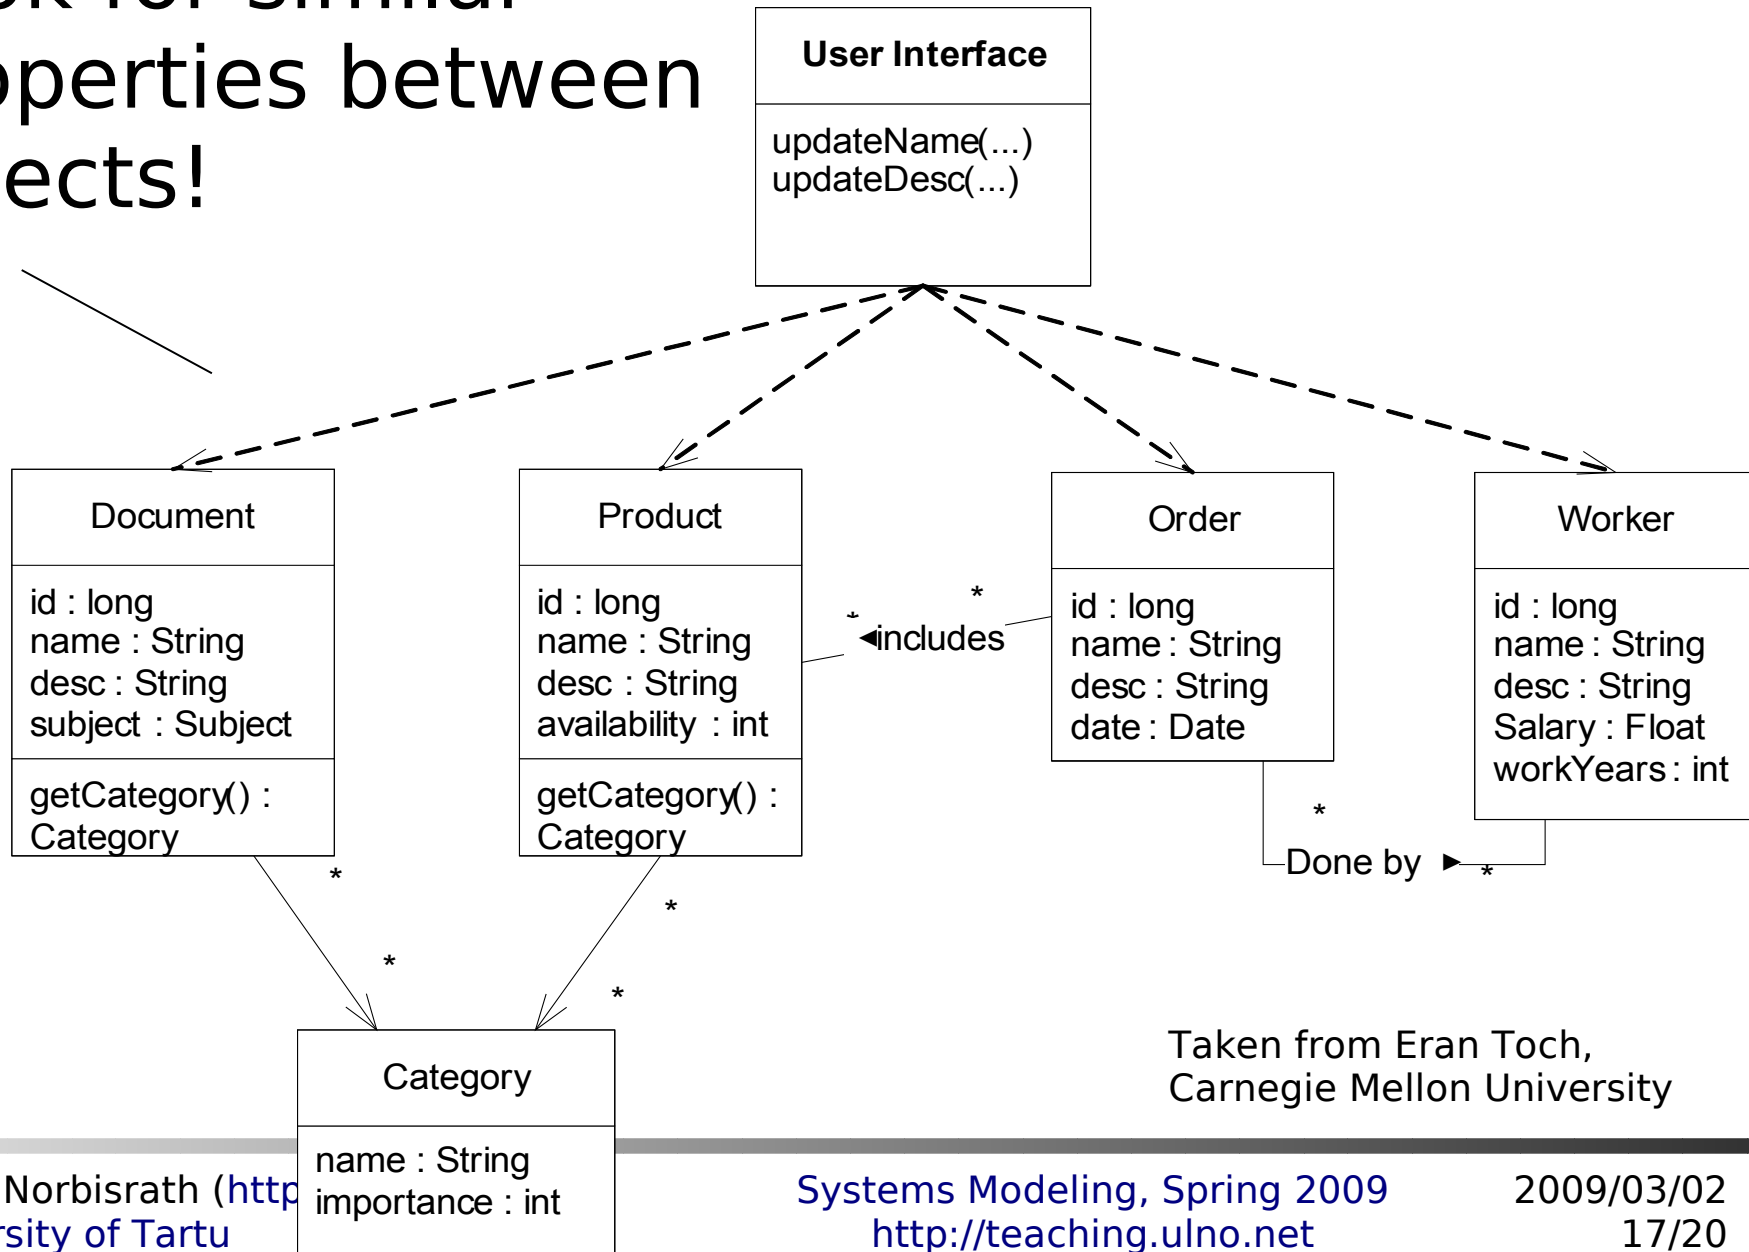 for similar
between
User Interface
updateName(...)
updateDesc(...)
Document
id : long
name : String
desc : String
subject : Subject
getCategory() :
Category
Product
id : long
name : String
desc : String
availability : int
getCategory() :
Category
*
*
◄includes
Order
id : long
name : String
desc : String
date : Date
Worker
id : long
name : String
desc : String
Salary : Float
workYears : int
*
Done by ►
*
*
*
*
*
Category
name : String
importance : int
Taken from Eran Toch,
Carnegie Mellon University
Norbisrath (http
of Tartu
Systems Modeling, Spring 2009
http://teaching.ulno.net
2009/03/02
17/20